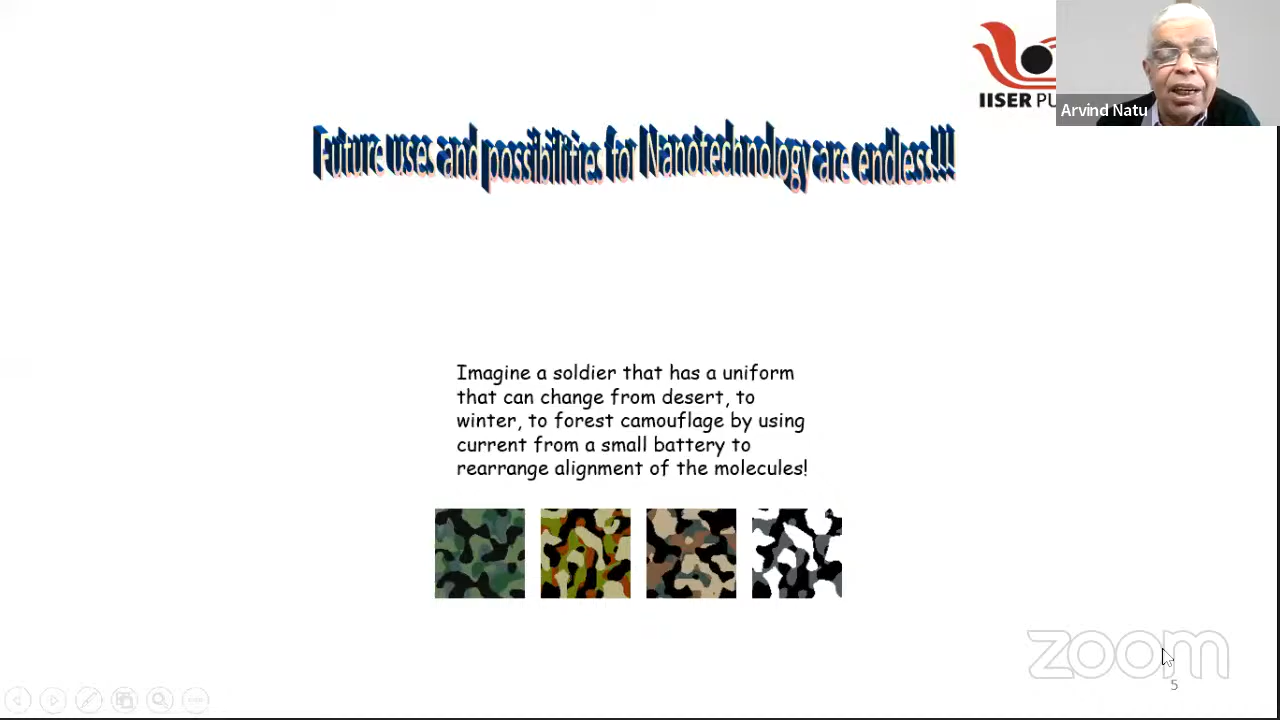 IISER PU
Arvind Natu
Future uses and possibilities for Nanotechnology are endless!!!
Imagine a soldier that has a uniform
that can change from desert, to
winter, to forest camouflage by using
current from a small battery to
rearrange alignment of the molecules!
zoom
5